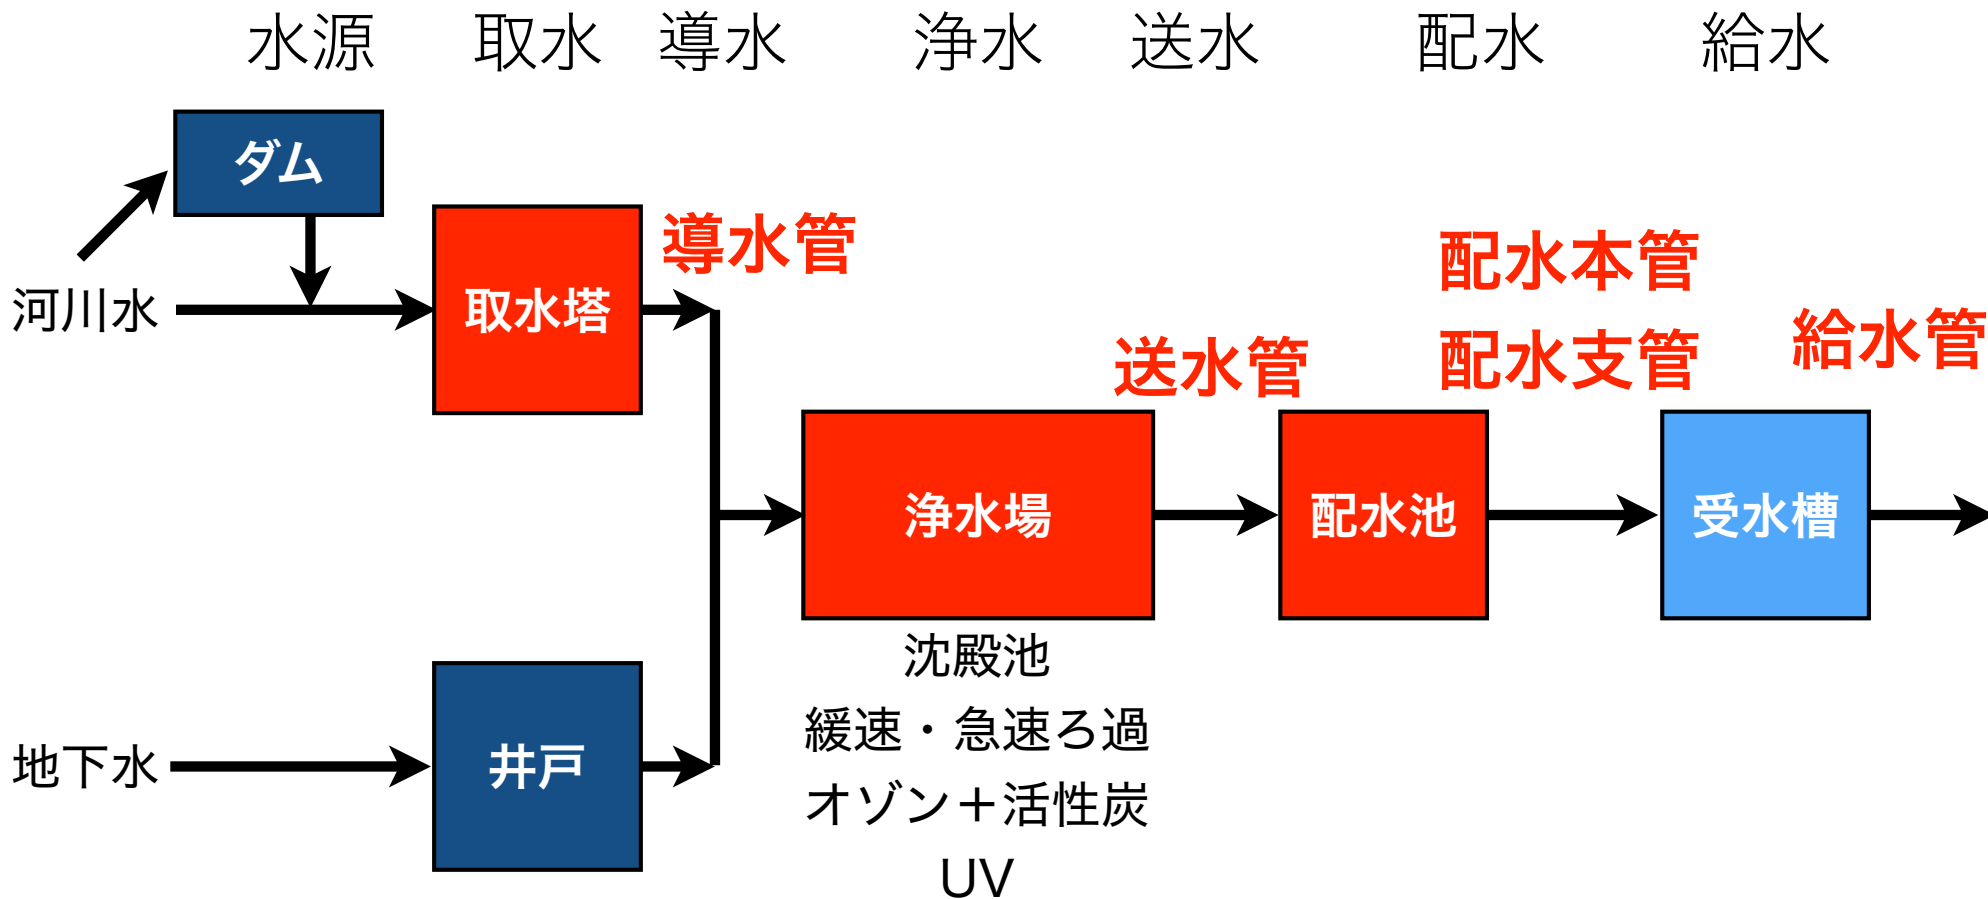 水源 取水 導水 浄水 送水 配水 給水
ダム
河川水
取水塔
導水管
送水管
配水本管
配水支管
給水管
浄水場
配水池
受水槽
沈殿池
緩速・急速ろ過
オゾン＋活性炭
UV
地下水
井戸